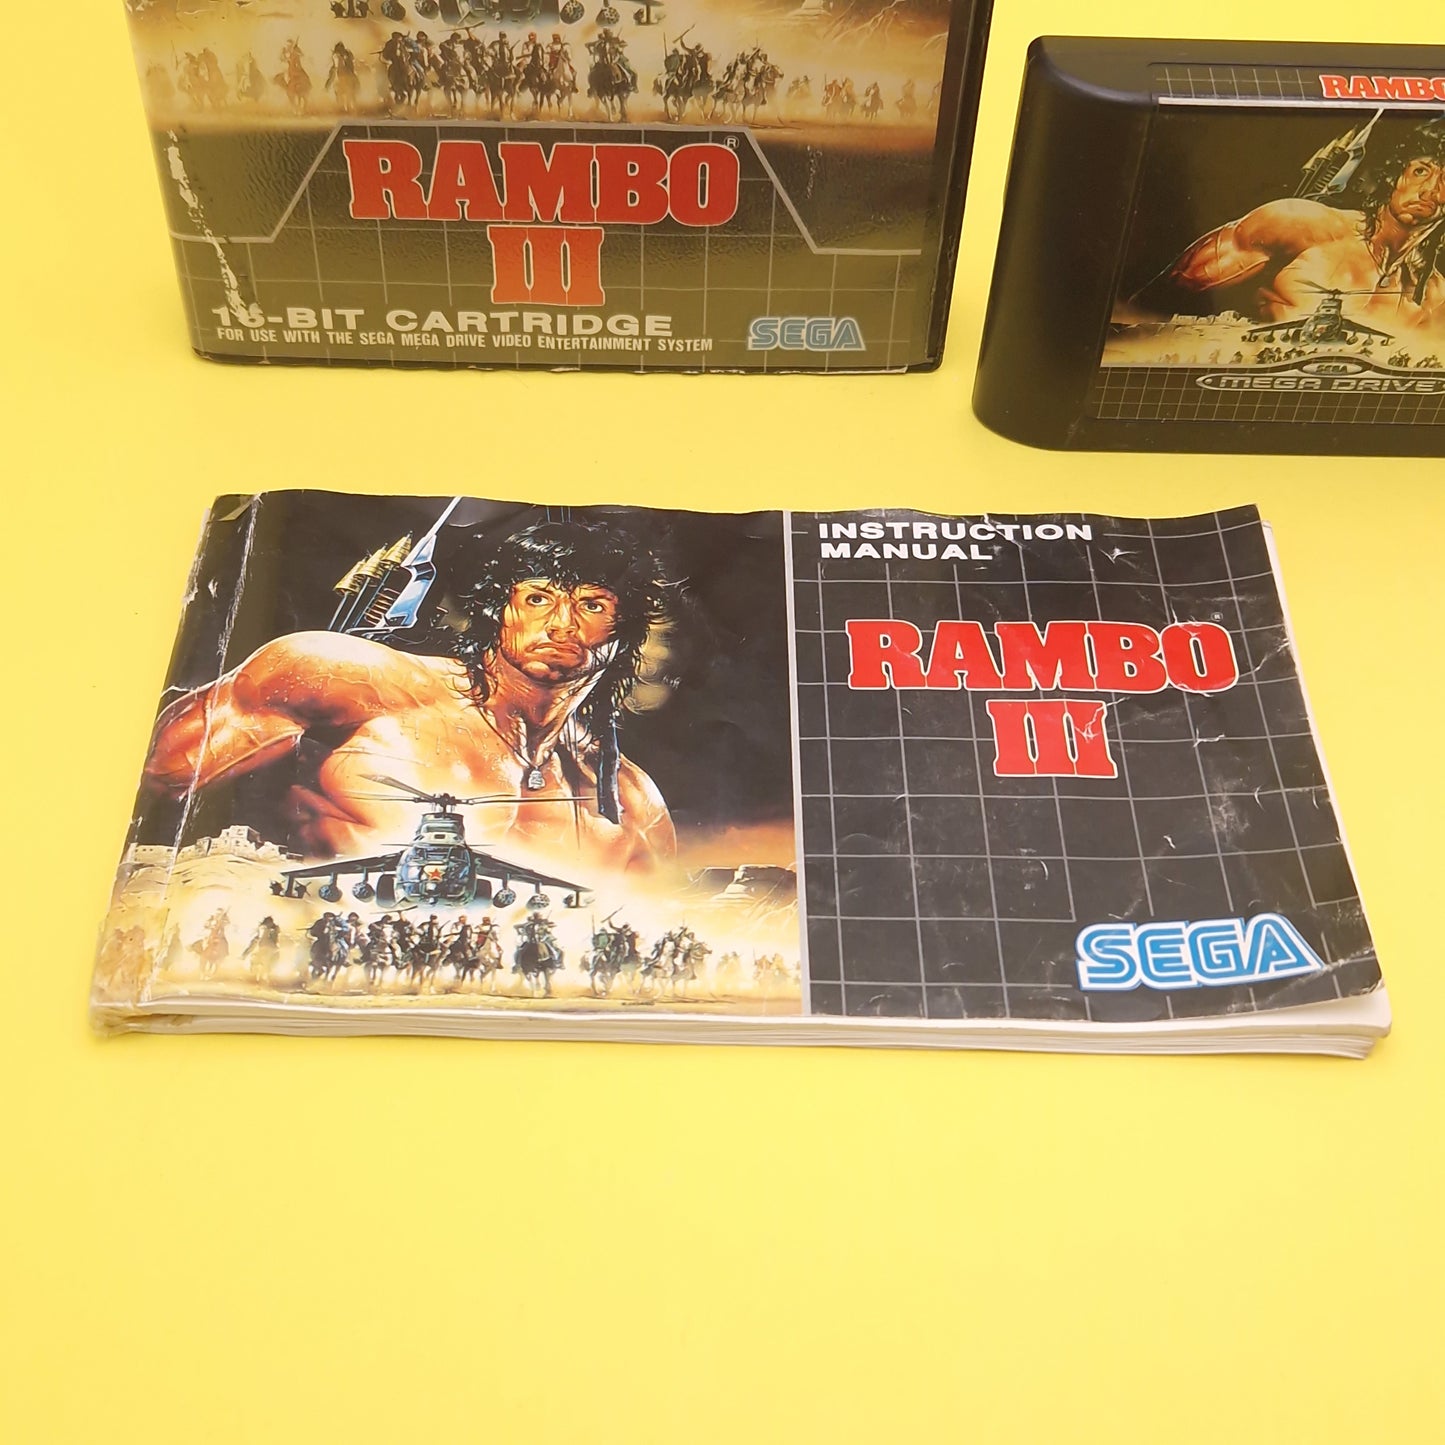 RAMBO®
III
16-BIT CARTRIDGE
FOR USE WITH THE SEGA MEGA DRIVE VIDEO ENTERTAINMENT SYSTEM
SEGA
RAMBO
SEGA
MEGA DRIVE
INSTRUCTION
MANUAL
RAMBO®
III
SEGA